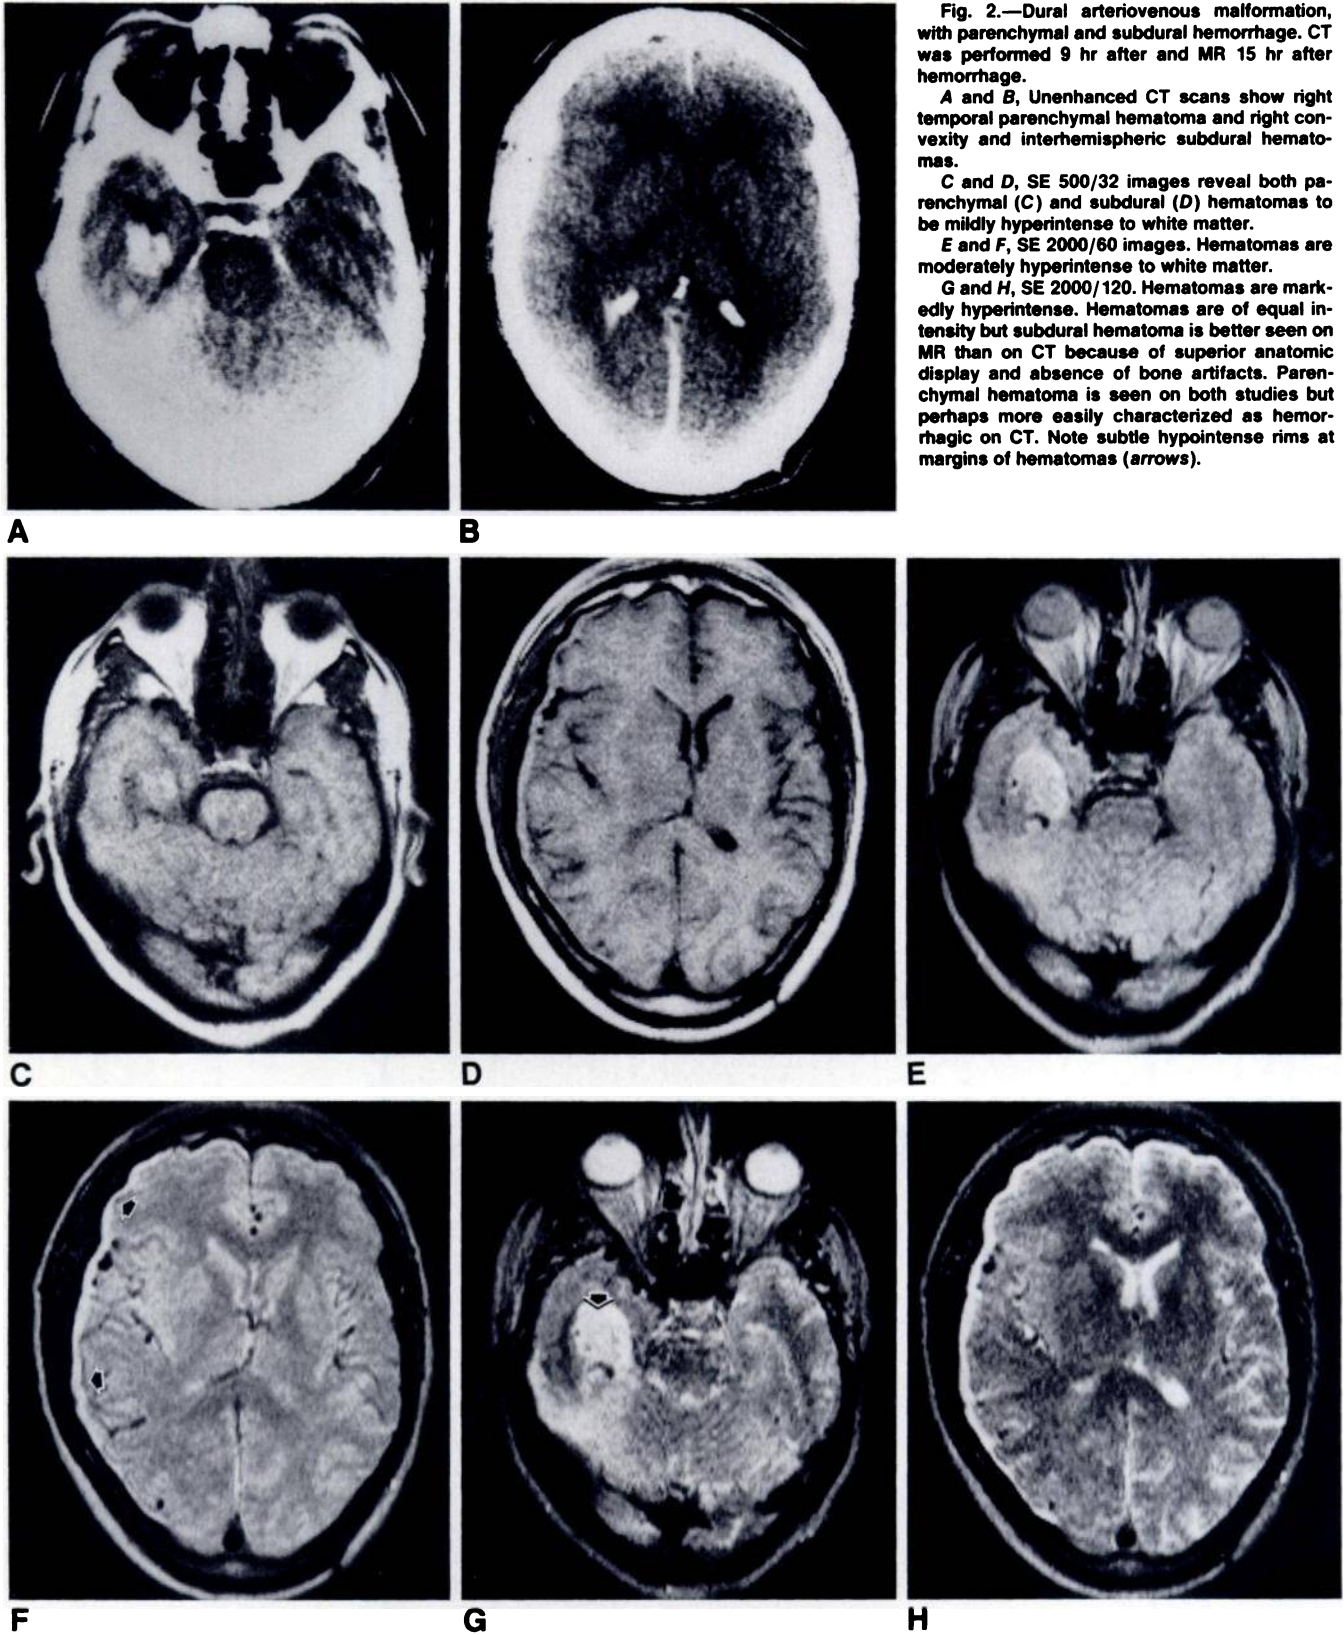 Fig. 2.—Dural arteriovenous malformation,
with parenchymal and subdural hemorrhage. CT
was performed 9 hr after and MR 15 hr after
hemorrhage.
A and B, Unenhanced CT scans show right
temporal parenchymal hematoma and right con-
vexity and interhemispheric subdural hemato-
mas.
C and D, SE 500/32 images reveal both pa-
renchymal (C) and subdural (D) hematomas to
be mildly hyperintense to white matter.
E and F, SE 2000/60 images. Hematomas are
moderately hyperintense to white matter.
G and H, SE 2000/120. Hematomas are mark-
edly hyperintense. Hematomas are of equal in-
tensity but subdural hematoma is better seen on
MR than on CT because of superior anatomic
display and absence of bone artifacts. Paren-
chymal hematoma is seen on both studies but
perhaps more easily characterized as hemor-
rhagic on CT. Note subtle hypointense rims at
margins of hematomas (arrows).
A
B
C
D
E
F
G
H